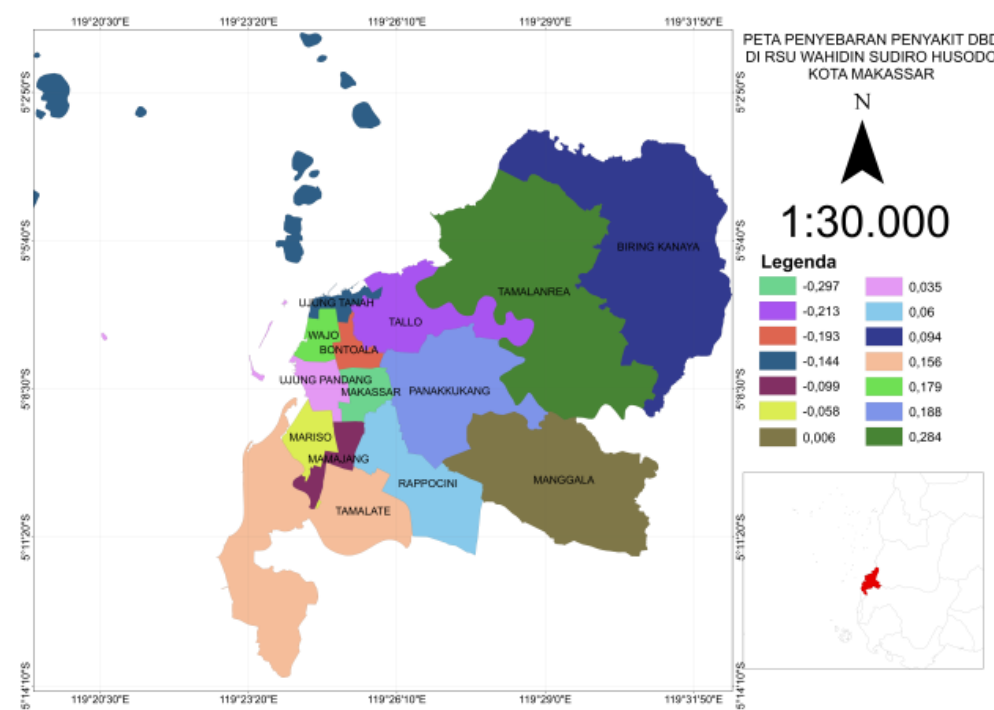 119°20'30"E 119°23'20"E 119°26'10"E 119°29'00"E 119°31'50"E
PETA PENYEBARAN PENYAKIT DBD
DI RSU WAHIDIN SUDIRO HUSODO
KOTA MAKASSAR
N
1:30.000
Legenda
-0,297 0,035
-0,213 0,06
-0,193 0,094
-0,144 0,156
-0,099 0,179
-0,058 0,188
0,006 0,284
5°2'50"S 5°2'50"S
5°5'40"S 5°5'40"S
5°8'30"S 5°8'30"S
5°11'20"S 5°11'20"S
5°14'10"S 5°14'10"S
BIRING KANAYA
TAMALANREA
UJUNG TANAH
TALLO
WAJO
BONTOALA
UJUNG PANDANG
MAKASSAR
PANAKKUKANG
MARISO
MAMAJANG
RAPPOCINI
MANGGALA
TAMALATE
119°20'30"E 119°23'20"E 119°26'10"E 119°29'00"E 119°31'50"E